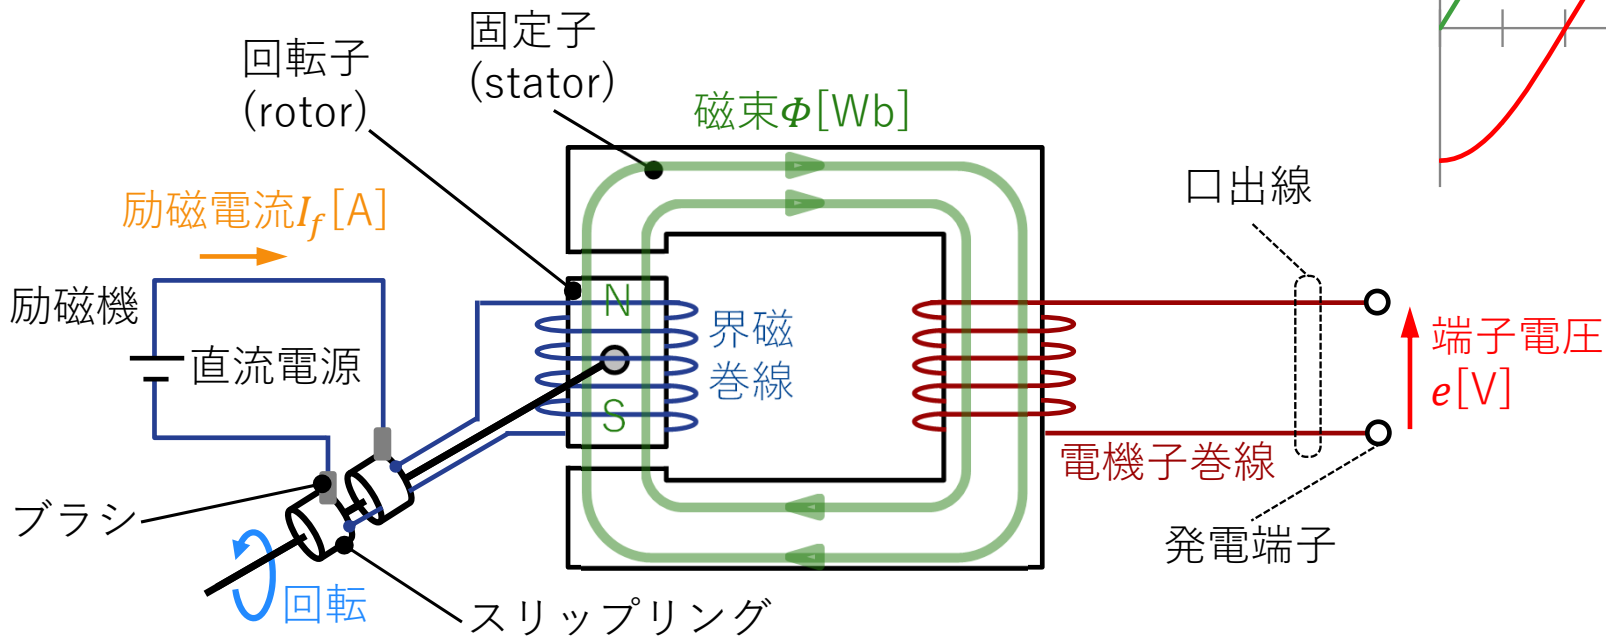 固定子
(stator)
回転子
(rotor)
磁束Φ[Wb]
口出線
励磁電流I_f[A]
励磁機
直流電源
N
界磁
巻線
S
端子電圧
e[V]
電機子巻線
ブラシ
発電端子
回転
スリップリング